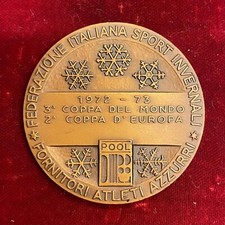 ★ FEDERAZIONE ITALIANA SPORT INVERNALI ★
1972 - 73
3ª COPPA DEL MONDO
2ª COPPA D'EUROPA
POOL
FORNITORI ATLETI AZZURRI